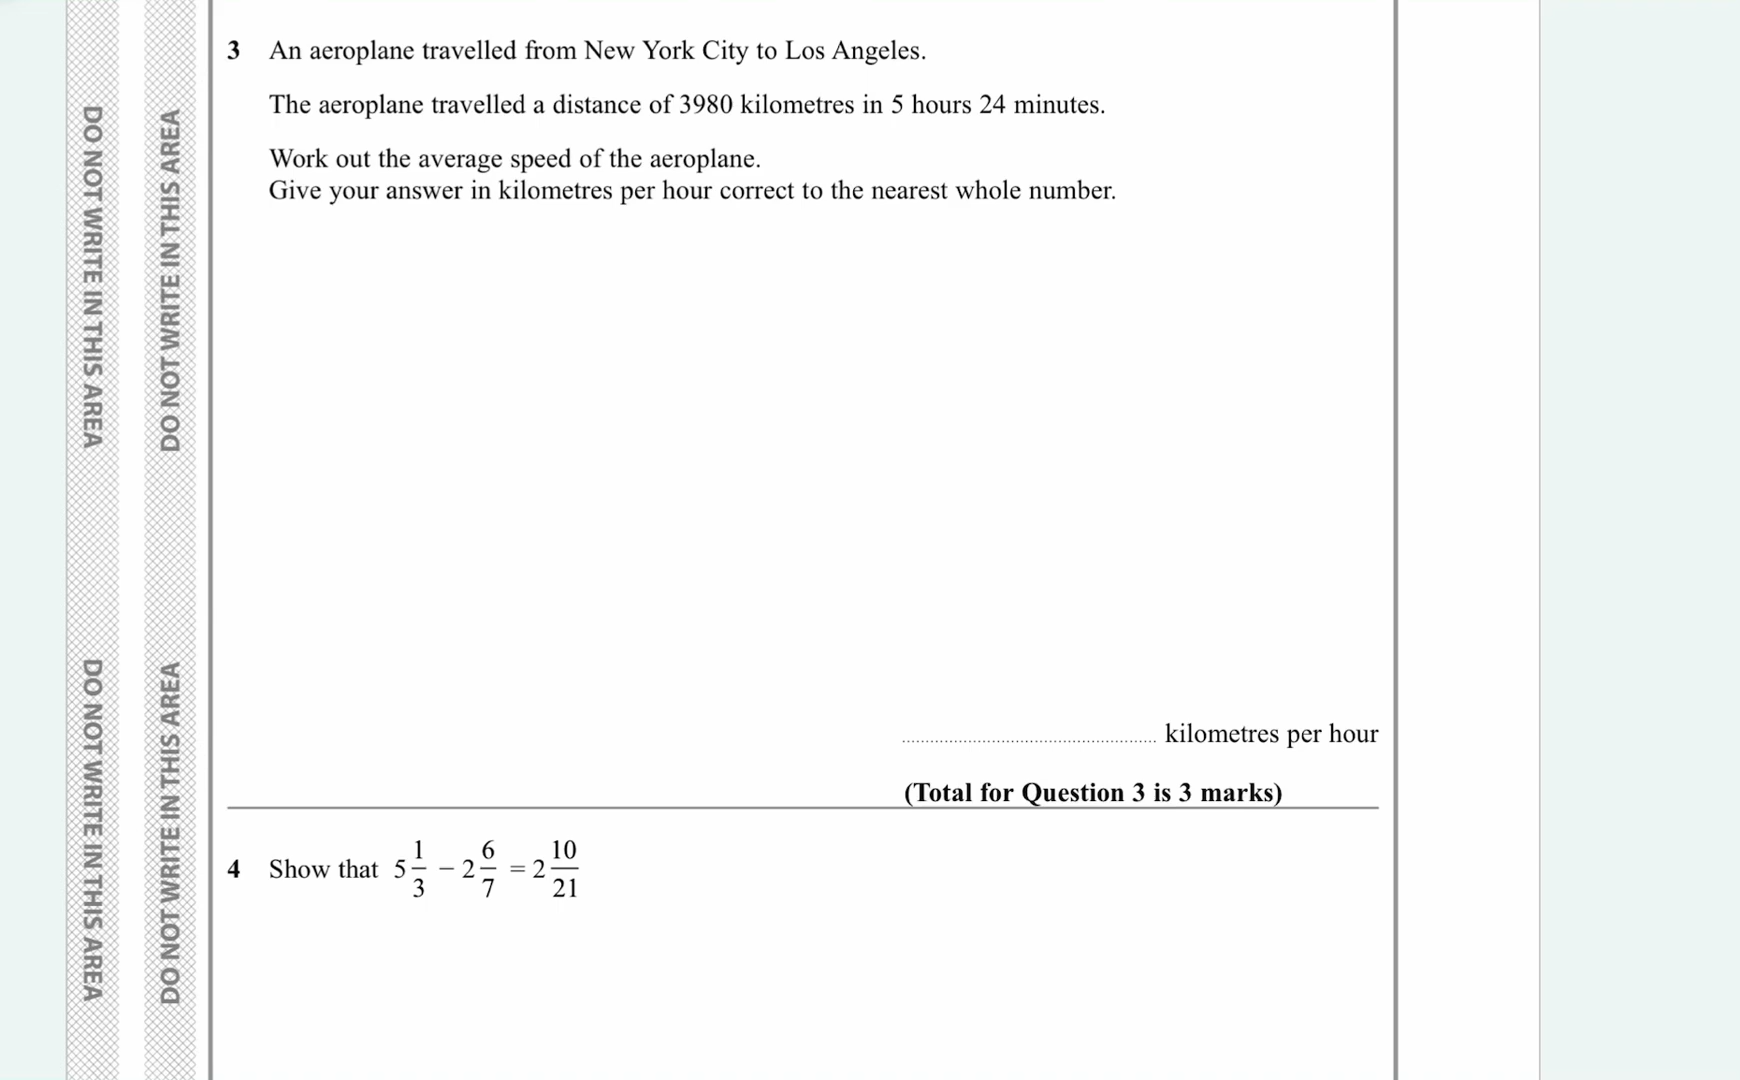 DO NOT WRITE IN THIS AREA
DO NOT WRITE IN THIS AREA
DO NOT WRITE IN THIS AREA
DO NOT WRITE IN THIS AREA
3 An aeroplane travelled from New York City to Los Angeles.
The aeroplane travelled a distance of 3980 kilometres in 5 hours 24 minutes.
Work out the average speed of the aeroplane.
Give your answer in kilometres per hour correct to the nearest whole number.
.................................................... kilometres per hour
(Total for Question 3 is 3 marks)
4 Show that 5 1/3 − 2 6/7 = 2 10/21